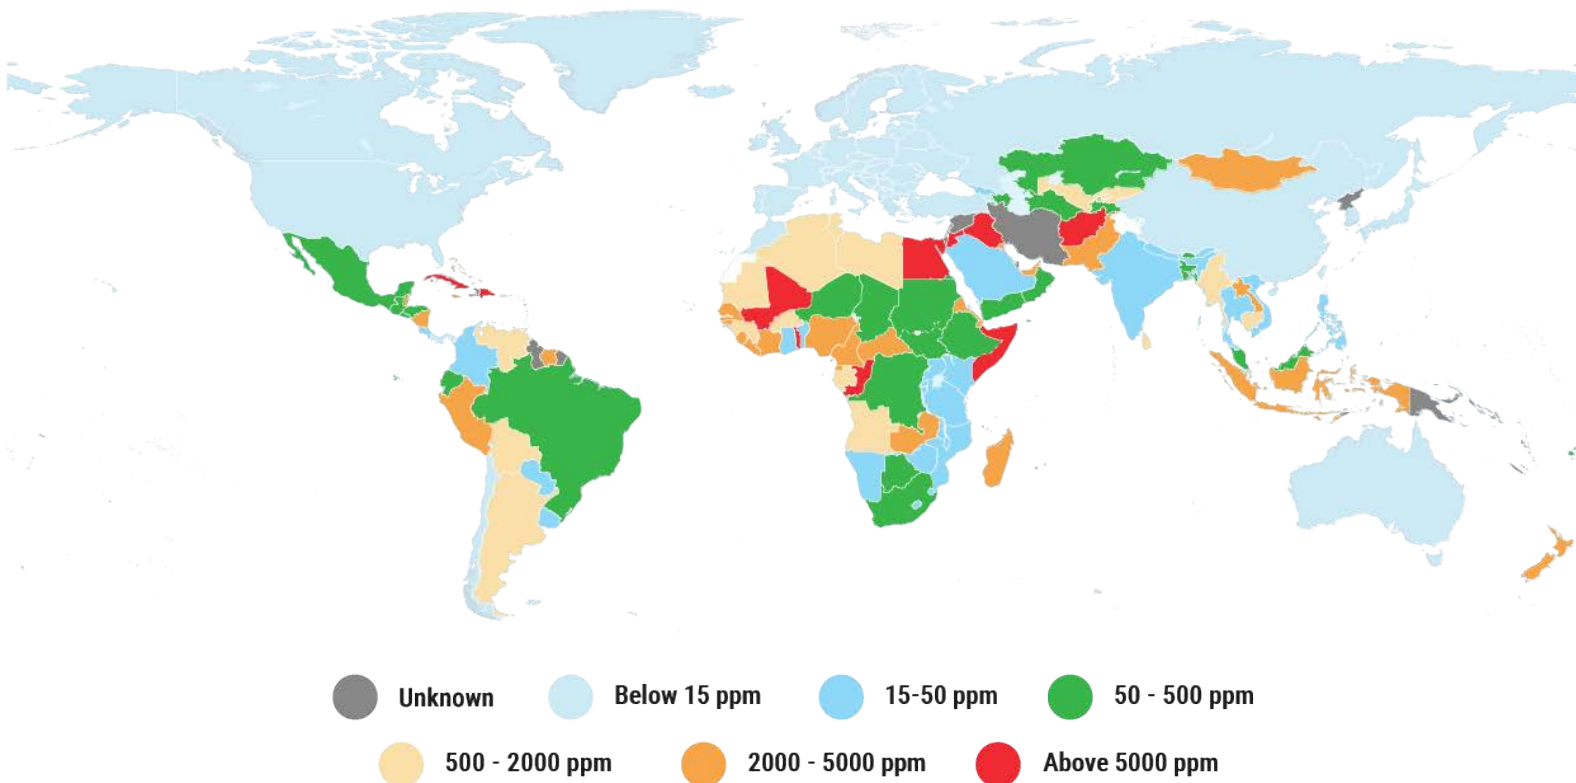 Unknown
Below 15 ppm
15-50 ppm
50 - 500 ppm
500 - 2000 ppm
2000 - 5000 ppm
Above 5000 ppm